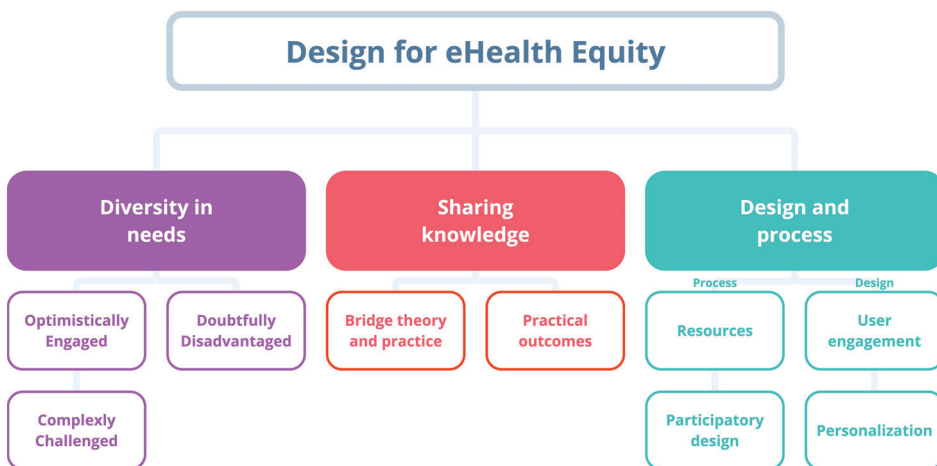 Design for eHealth Equity
Diversity in
needs
Sharing
knowledge
Design and
process
Process
Design
Optimistically
Engaged
Doubtfully
Disadvantaged
Bridge theory
and practice
Practical
outcomes
Resources
User
engagement
Complexly
Challenged
Participatory
design
Personalization